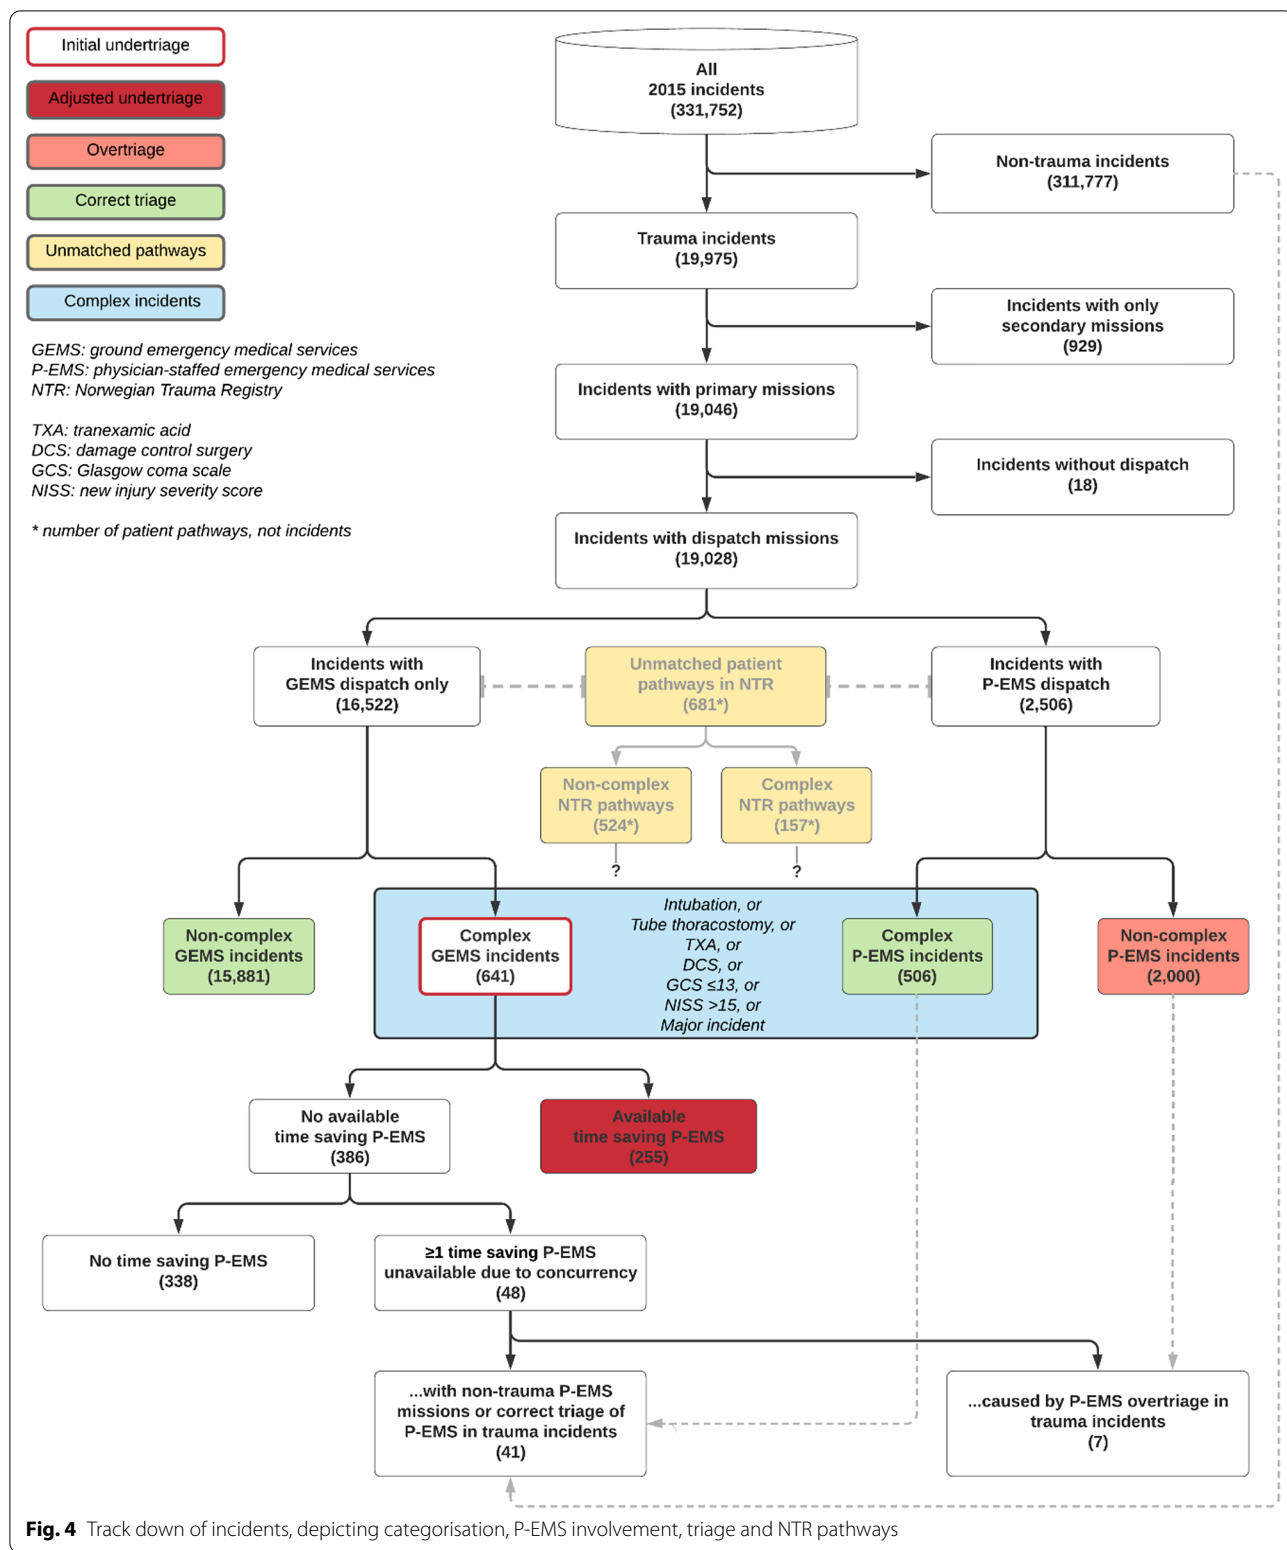 Initial undertriage
Adjusted undertriage
Overtriage
Correct triage
Unmatched pathways
Complex incidents
GEMS: ground emergency medical services
P-EMS: physician-staffed emergency medical services
NTR: Norwegian Trauma Registry
TXA: tranexamic acid
DCS: damage control surgery
GCS: Glasgow coma scale
NISS: new injury severity score
* number of patient pathways, not incidents
All
2015 incidents
(331,752)
Non-trauma incidents
(311,777)
Trauma incidents
(19,975)
Incidents with only
secondary missions
(929)
Incidents with primary missions
(19,046)
Incidents without dispatch
(18)
Incidents with dispatch missions
(19,028)
Incidents with
GEMS dispatch only
(16,522)
Unmatched patient
pathways in NTR
(681*)
Incidents with
P-EMS dispatch
(2,506)
Non-complex
NTR pathways
(524*)
Complex
NTR pathways
(157*)
?
?
Non-complex
GEMS incidents
(15,881)
Complex
GEMS incidents
(641)
Intubation, or
Tube thoracostomy, or
TXA, or
DCS, or
GCS ≤13, or
NISS >15, or
Major incident
Complex
P-EMS incidents
(506)
Non-complex
P-EMS incidents
(2,000)
No available
time saving P-EMS
(386)
Available
time saving P-EMS
(255)
No time saving P-EMS
(338)
≥1 time saving P-EMS
unavailable due to concurrency
(48)
...with non-trauma P-EMS
missions or correct triage of
P-EMS in trauma incidents
(41)
...caused by P-EMS overtriage in
trauma incidents
(7)
Fig. 4 Track down of incidents, depicting categorisation, P-EMS involvement, triage and NTR pathways